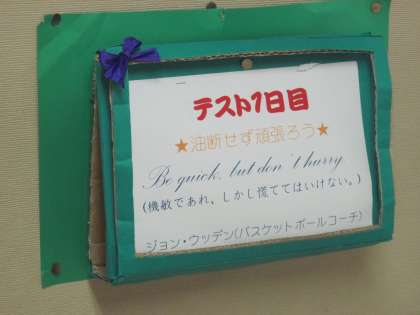 テスト1日目
★油断せず頑張ろう★
Be quick, but don't hurry
(機敏であれ、しかし慌ててはいけない。)
ジョン・ウッデン(バスケットボールコーチ)